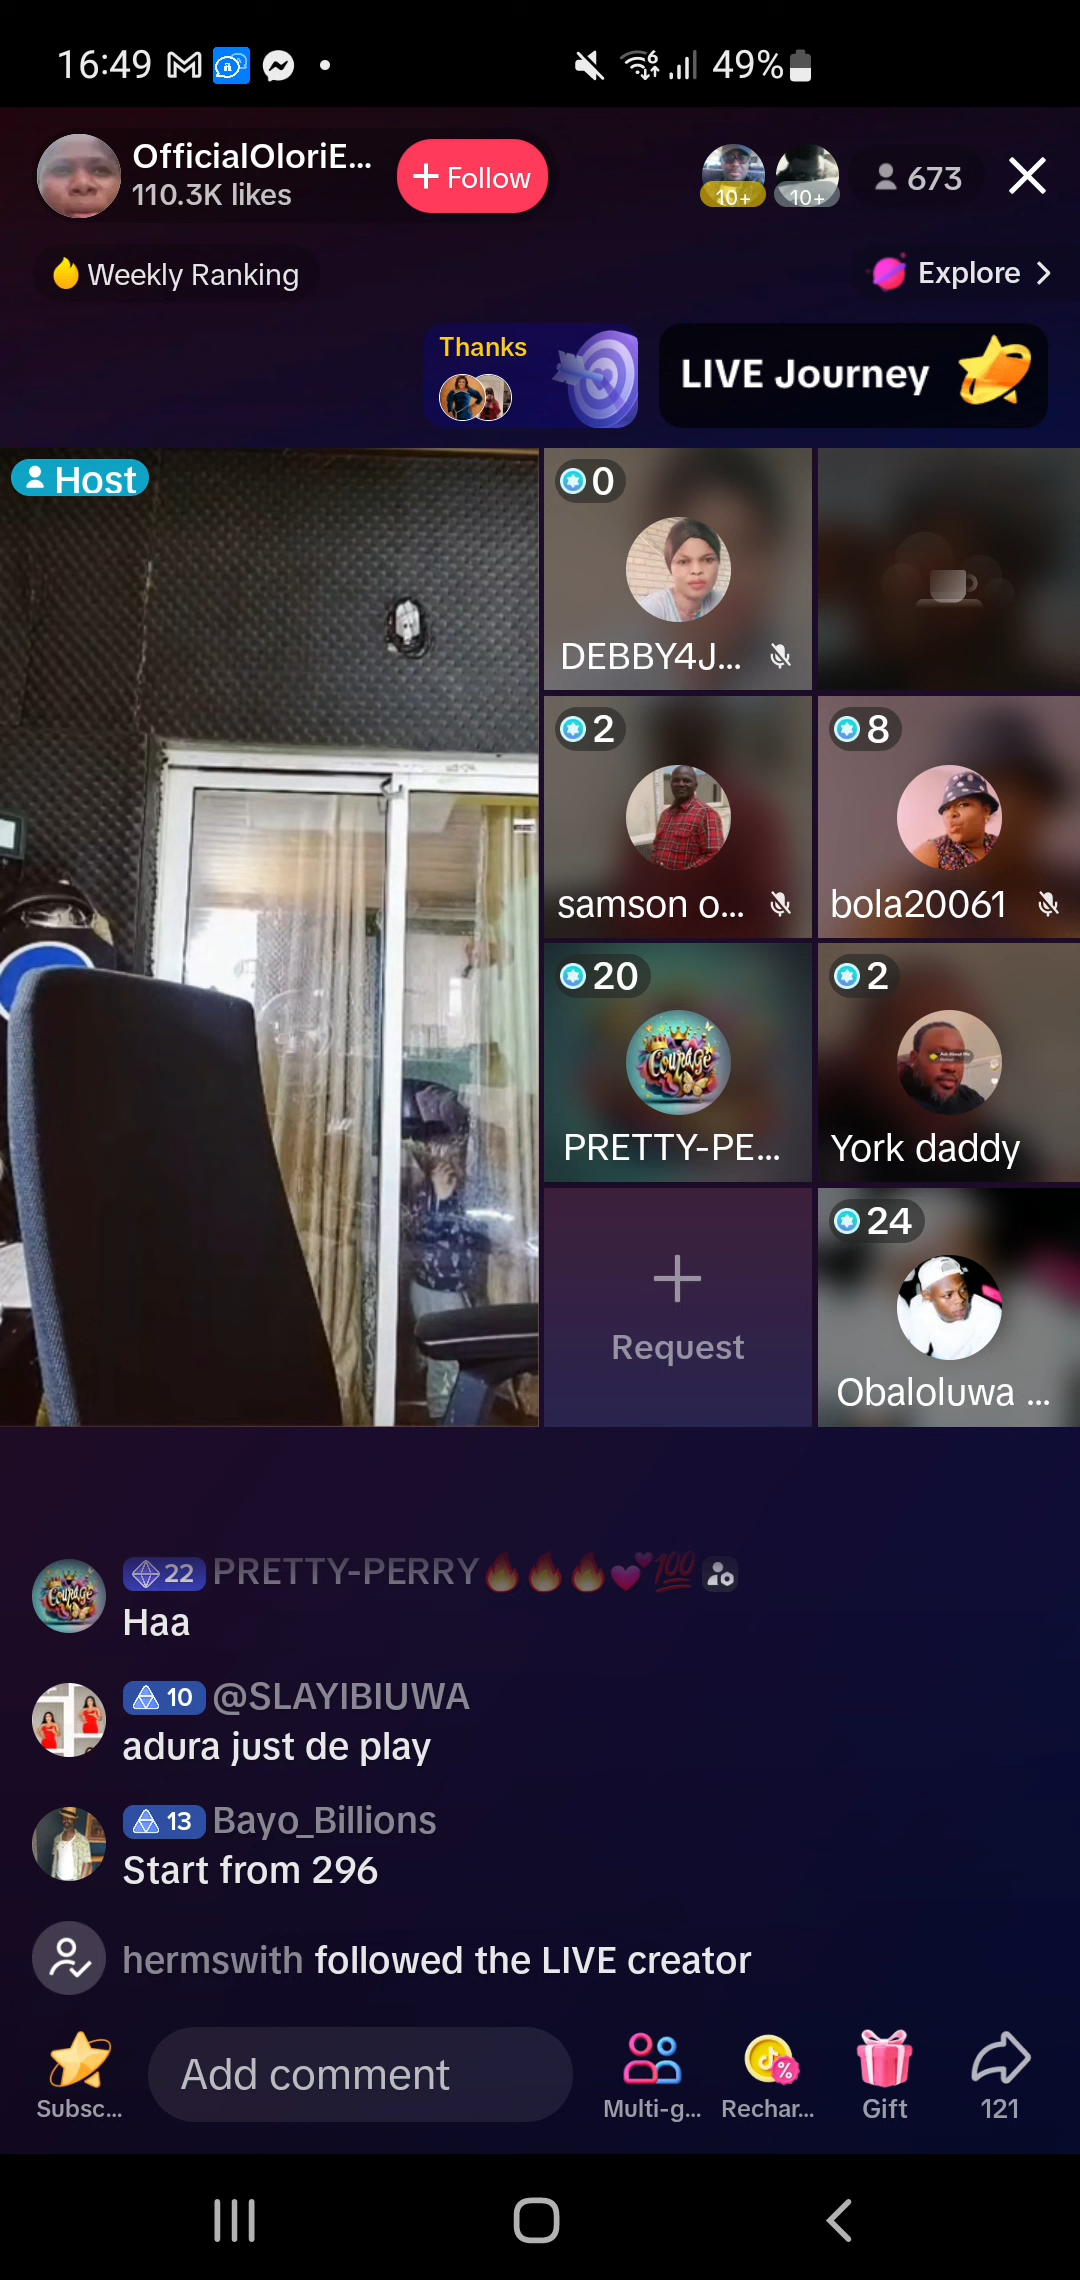 16:49
49%
OfficialOloriE...
110.3K likes
+ Follow
10+
10+
673
Weekly Ranking
Explore
Thanks
LIVE Journey
Host
0
DEBBY4J...
2
samson o...
8
bola20061
20
Courage
PRETTY-PE...
2
York daddy
Request
24
Obaloluwa ...
22 PRETTY-PERRY🔥🔥🔥💕💯
Haa
10 @SLAYIBIUWA
adura just de play
13 Bayo_Billions
Start from 296
hermswith followed the LIVE creator
Add comment
Subsc...
Multi-g...
Rechar...
Gift
121